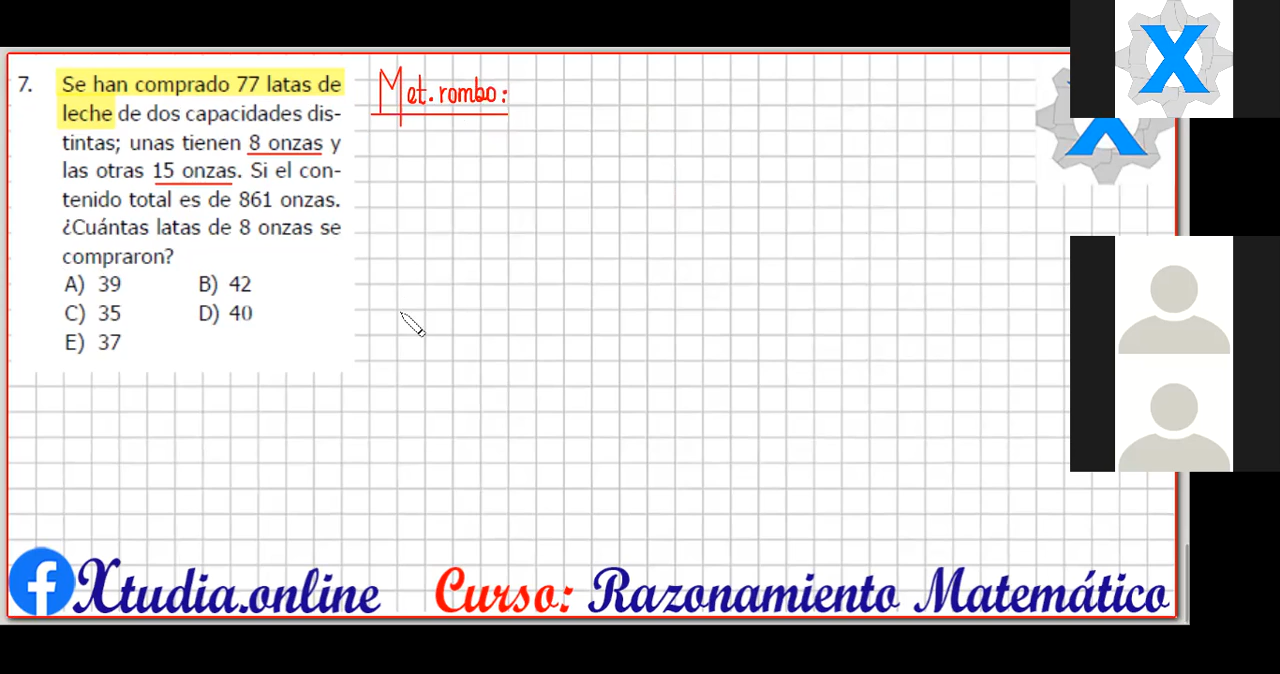 7. Se han comprado 77 latas de
leche de dos capacidades dis-
tintas; unas tienen 8 onzas y
las otras 15 onzas. Si el con-
tenido total es de 861 onzas.
¿Cuántas latas de 8 onzas se
compraron?
A) 39 B) 42
C) 35 D) 40
E) 37
Met. rombo:
Xtudia.online Curso: Razonamiento Matemático